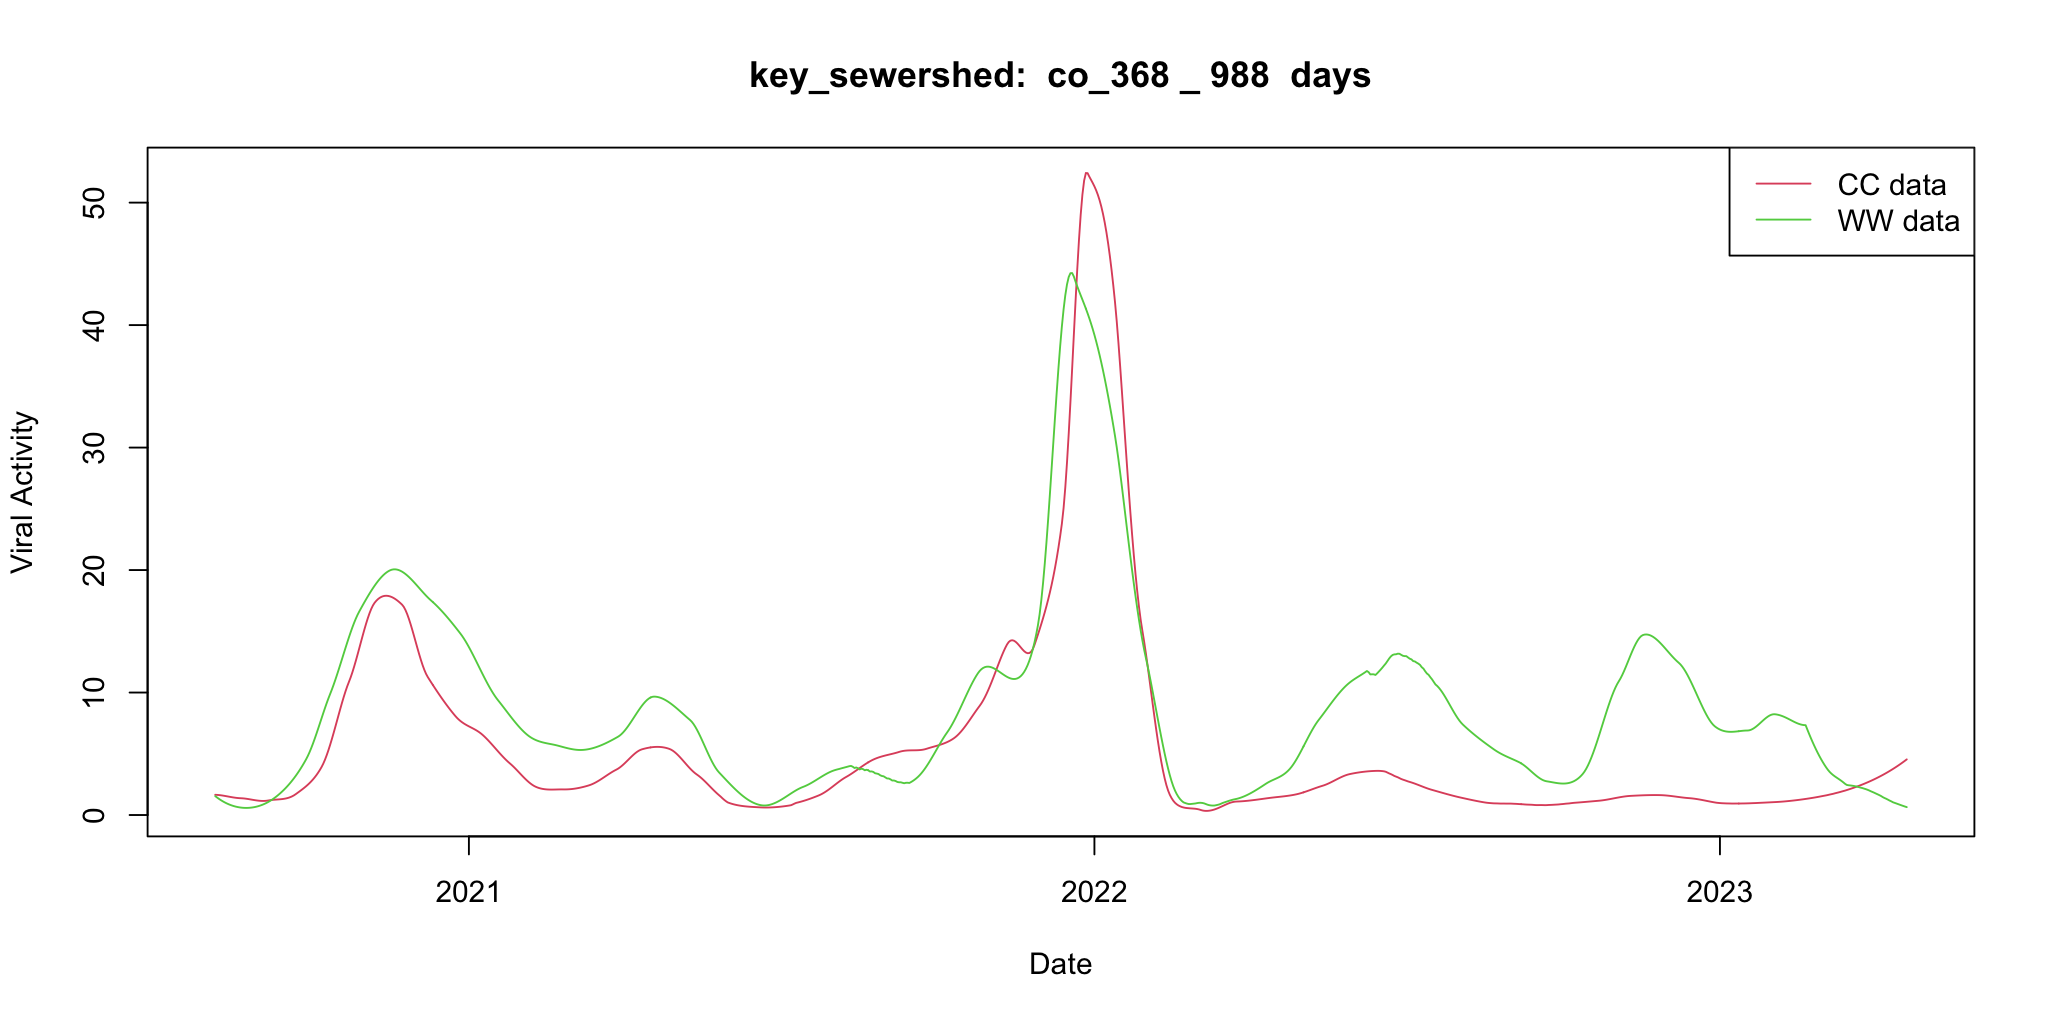 key_sewershed: co_368 _ 988 days
CC data
WW data
Viral Activity
50
40
30
20
10
0
2021 2022 2023
Date